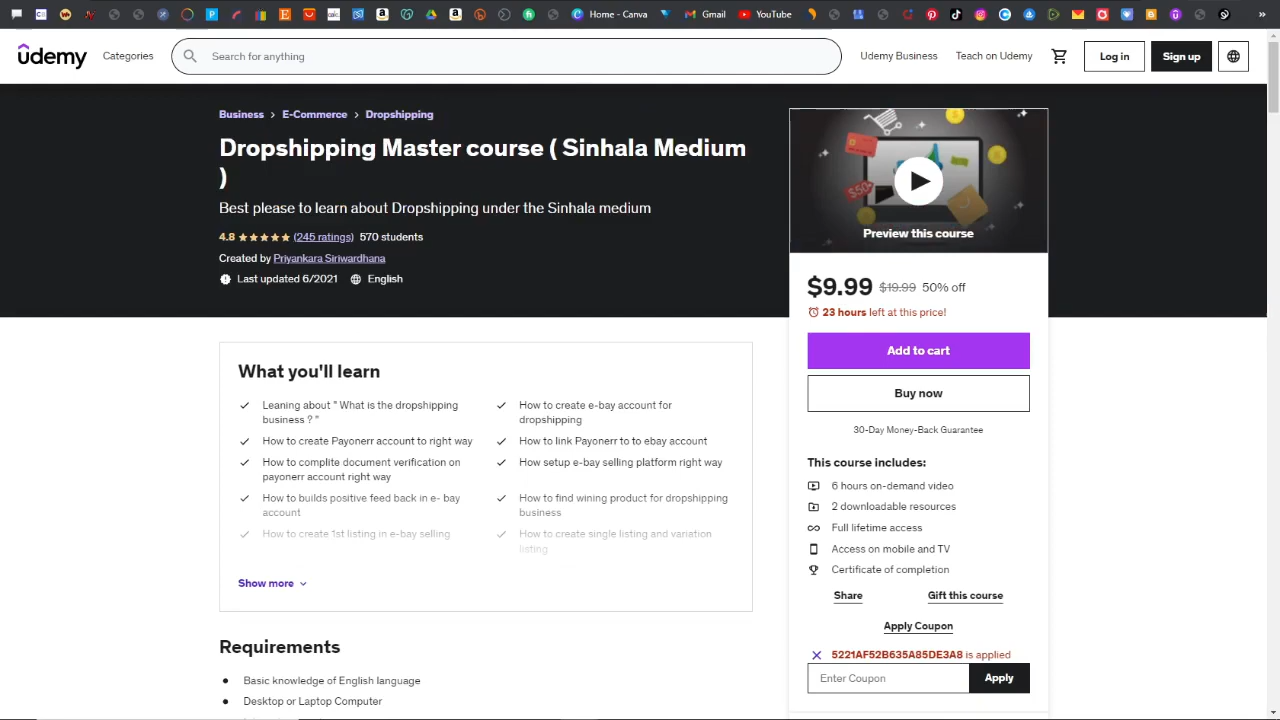 Home - Canva
Gmail
YouTube
udemy
Categories
Search for anything
Udemy Business
Teach on Udemy
Log in
Sign up
Business > E-Commerce > Dropshipping
Dropshipping Master course ( Sinhala Medium
)
Best please to learn about Dropshipping under the Sinhala medium
4.8 (245 ratings) 570 students
Created by Priyankara Siriwardhana
Last updated 6/2021 English
Preview this course
$9.99 $19.99 50% off
23 hours left at this price!
Add to cart
Buy now
30-Day Money-Back Guarantee
This course includes:
6 hours on-demand video
2 downloadable resources
Full lifetime access
Access on mobile and TV
Certificate of completion
Share
Gift this course
Apply Coupon
5221AF52B635A85DE3A8 is applied
Enter Coupon
Apply
What you'll learn
Leaning about " What is the dropshipping
business ? "
How to create Payonerr account to right way
How to complite document verification on
payonerr account right way
How to builds positive feed back in e- bay
account
How to create 1st listing in e-bay selling
How to create e-bay account for
dropshipping
How to link Payonerr to to ebay account
How setup e-bay selling platform right way
How to find wining product for dropshipping
business
How to create single listing and variation
listing
Show more
Requirements
Basic knowledge of English language
Desktop or Laptop Computer